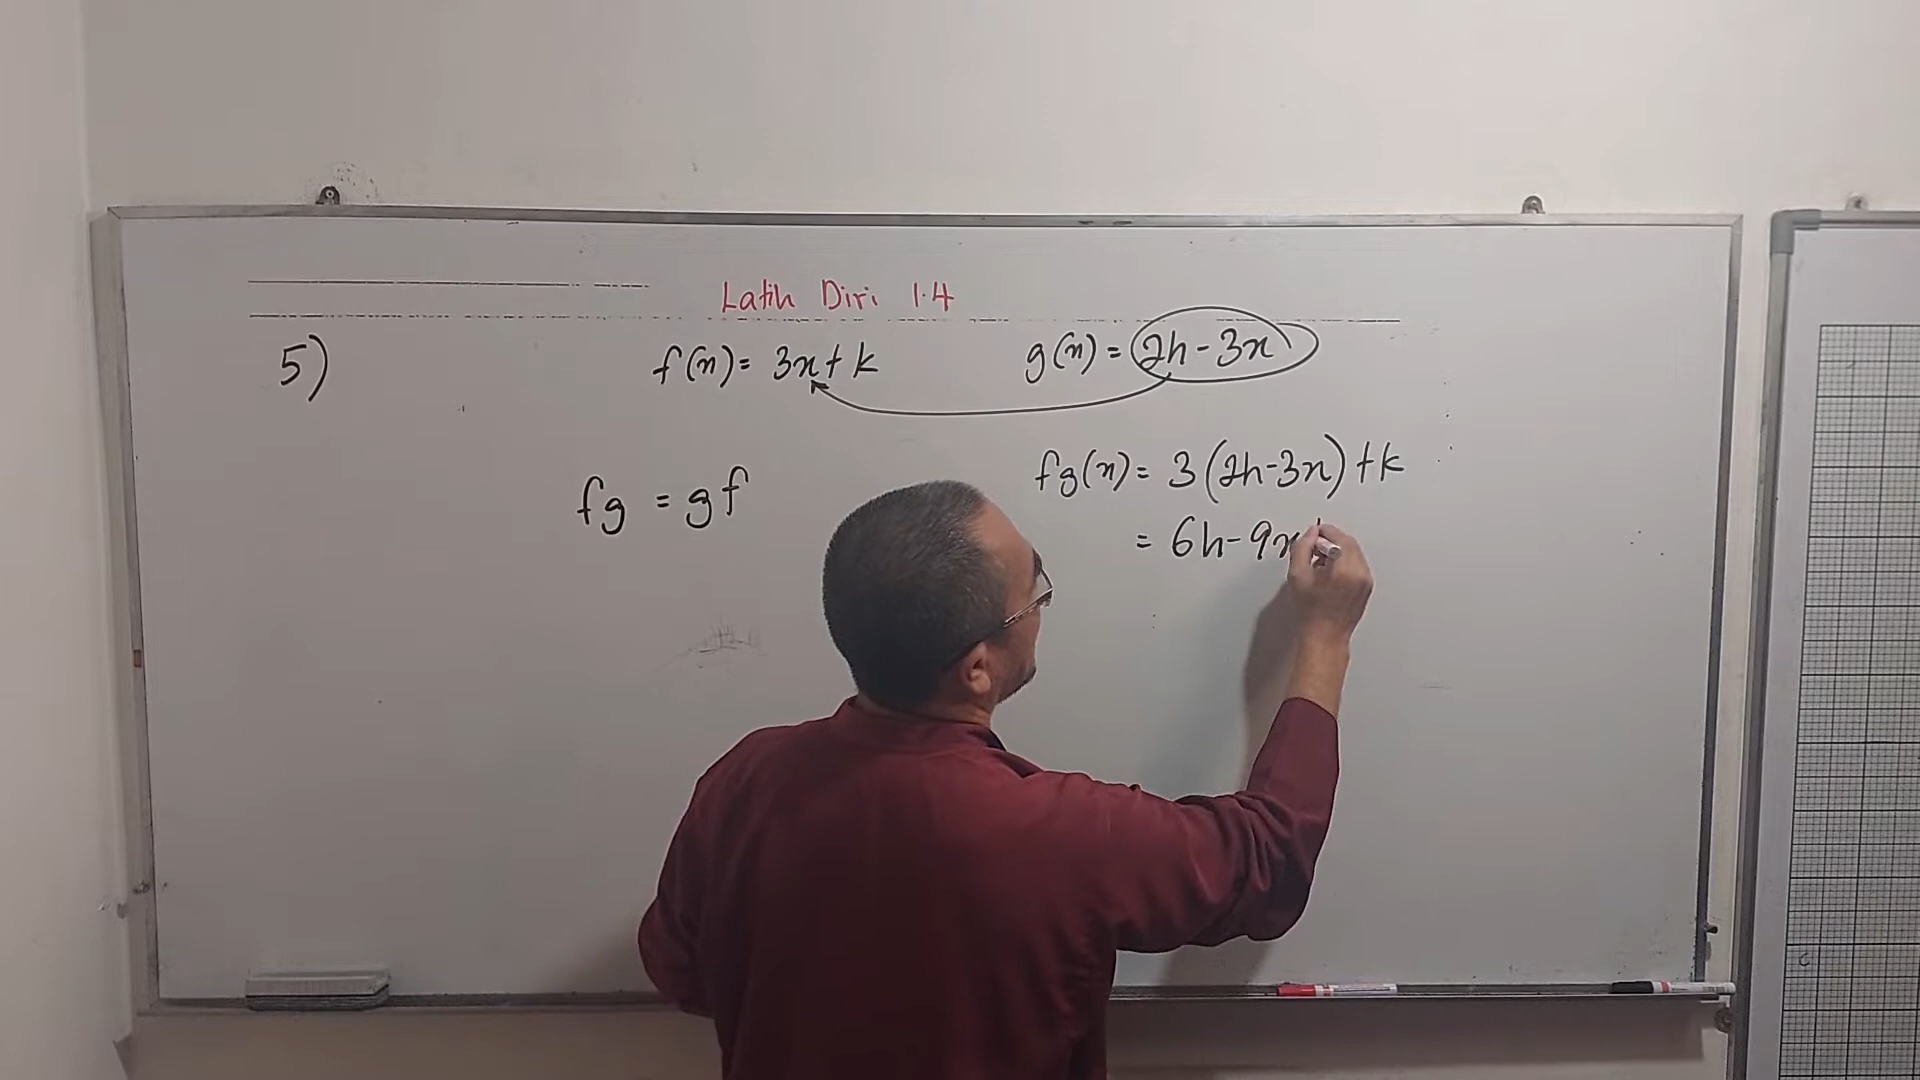 Latih Diri 1.4
5) f(x) = 3x + k g(x) = 2h - 3x
fg = gf
fg(x) = 3(2h-3x) + k
= 6h - 9x